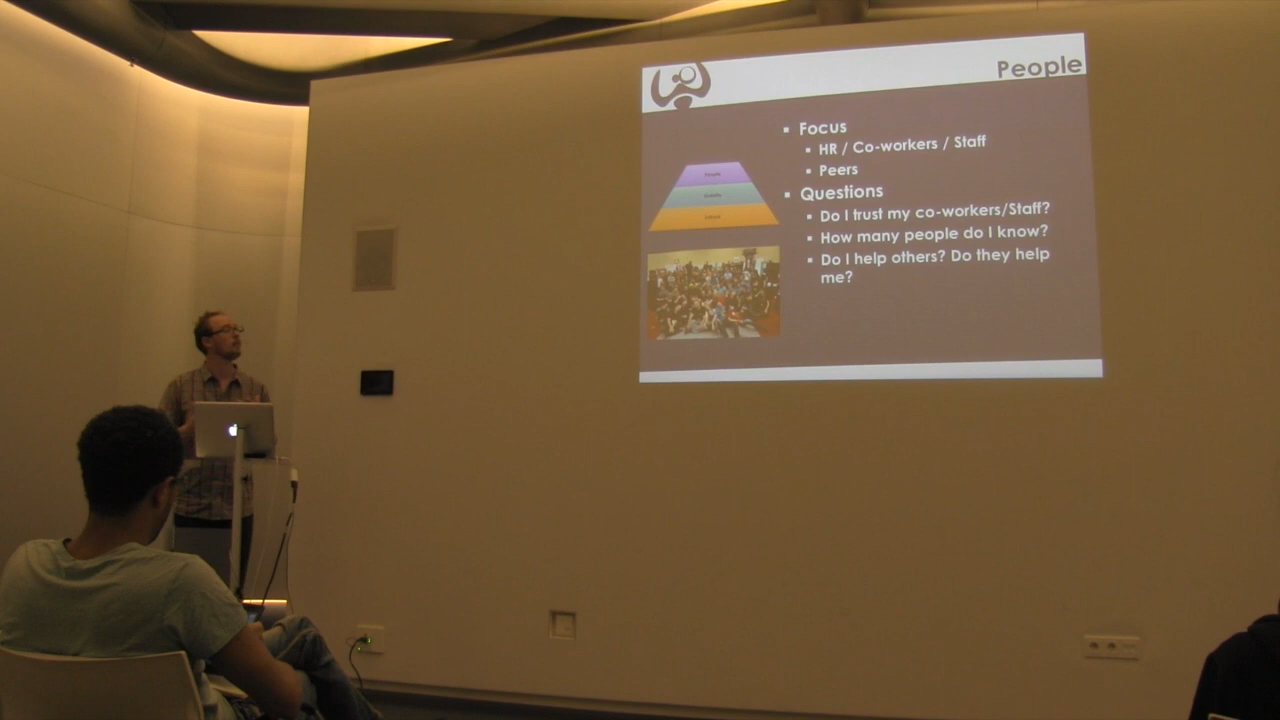 People
Focus
HR / Co-workers / Staff
Peers
Questions
Do I trust my co-workers/Staff?
How many people do I know?
Do I help others? Do they help
me?
People